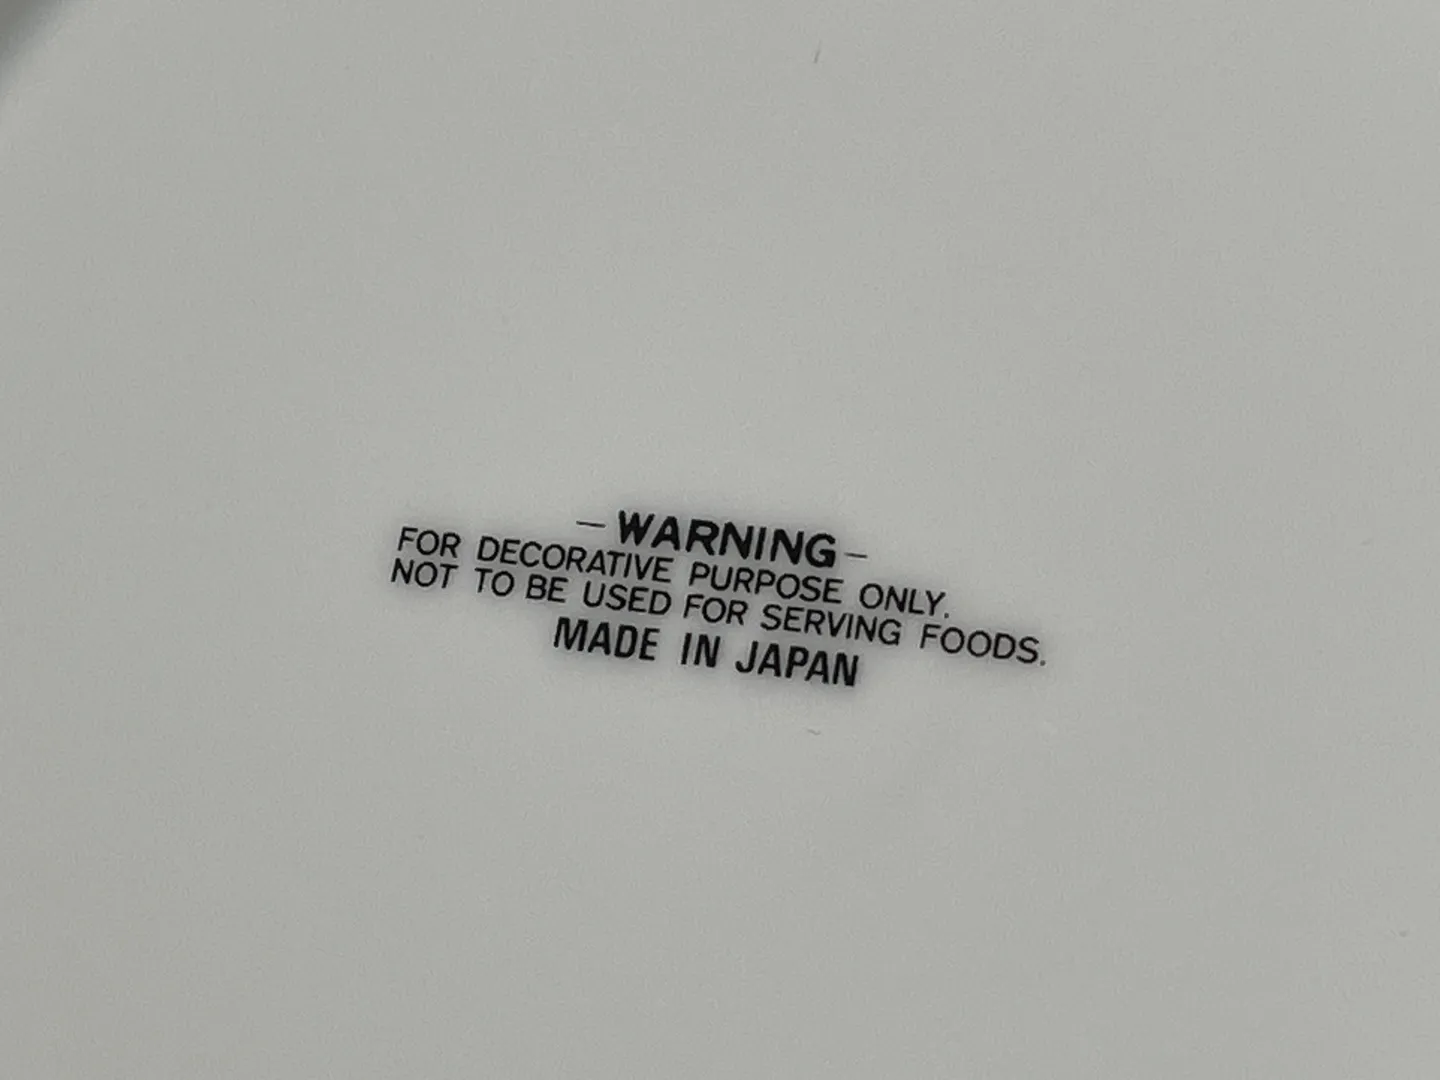 – WARNING –
FOR DECORATIVE PURPOSE ONLY.
NOT TO BE USED FOR SERVING FOODS.
MADE IN JAPAN